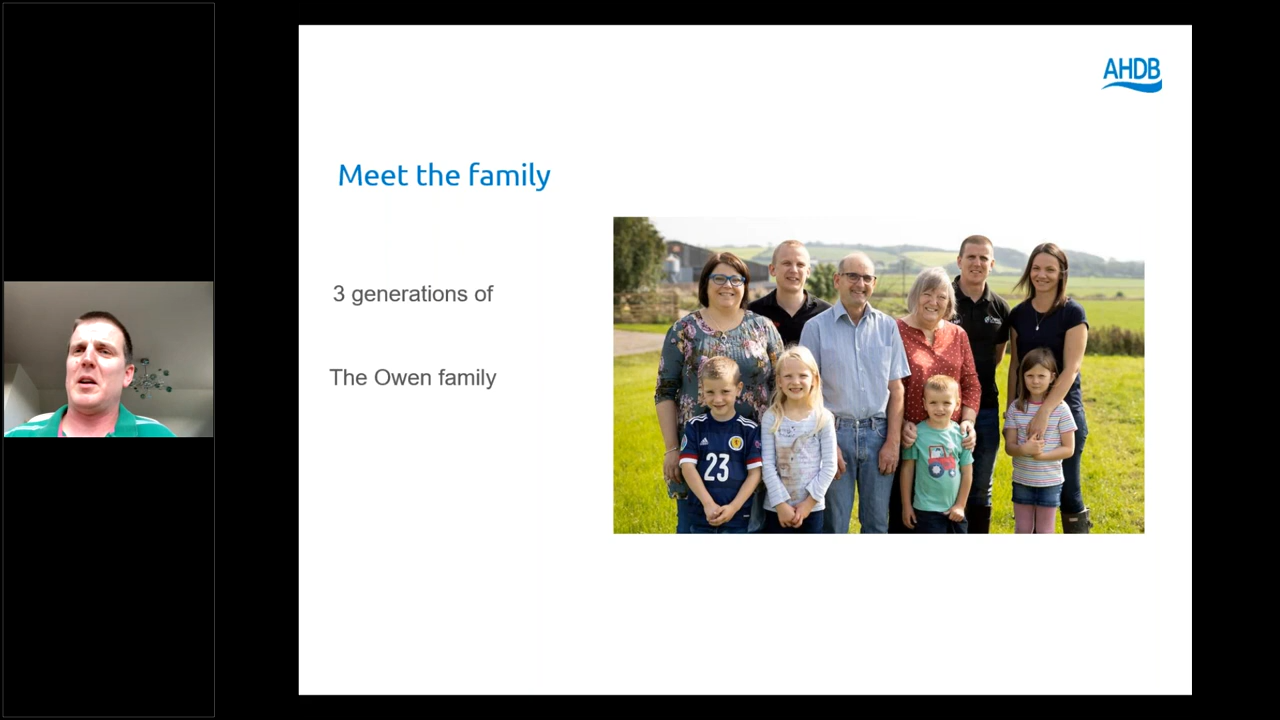 AHDB
Meet the family
3 generations of
The Owen family
23